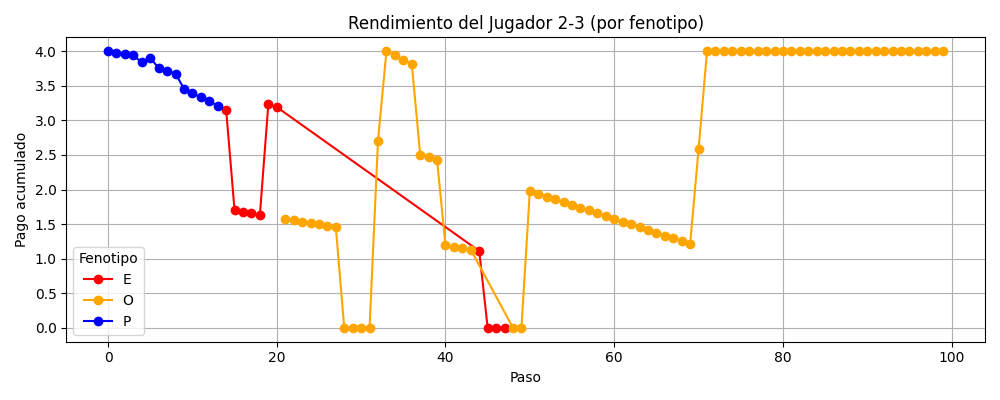 Rendimiento del Jugador 2-3 (por fenotipo)
Pago acumulado
4.0
3.5
3.0
2.5
2.0
1.5
1.0
0.5
0.0
Fenotipo
E
O
P
0 20 40 60 80 100
Paso